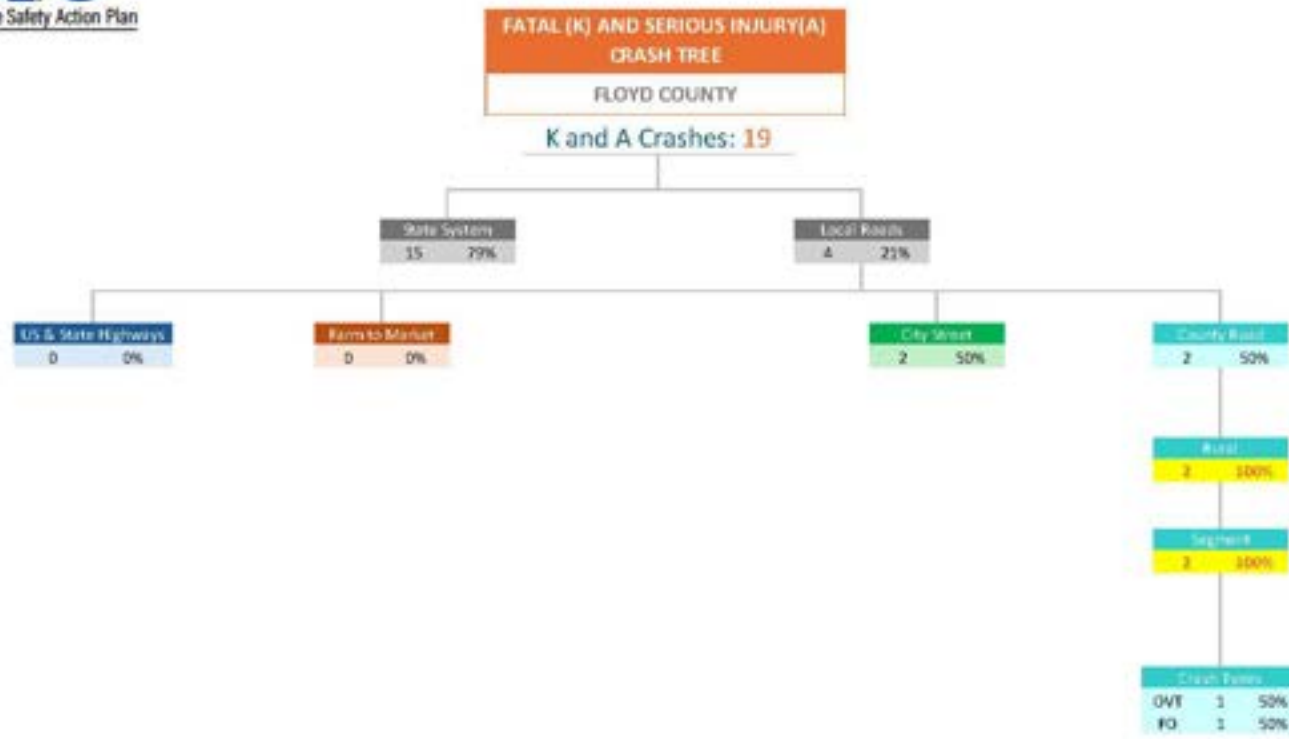 Safety Action Plan
FATAL (K) AND SERIOUS INJURY(A)
CRASH TREE
FLOYD COUNTY
K and A Crashes: 19
State System
15 79%
Local Roads
4 21%
US & State Highways
0 0%
Farm to Market
0 0%
City Street
2 50%
County Road
2 50%
Rural
2 100%
Segment
2 100%
Crash Types
OVT 1 50%
FO 1 50%